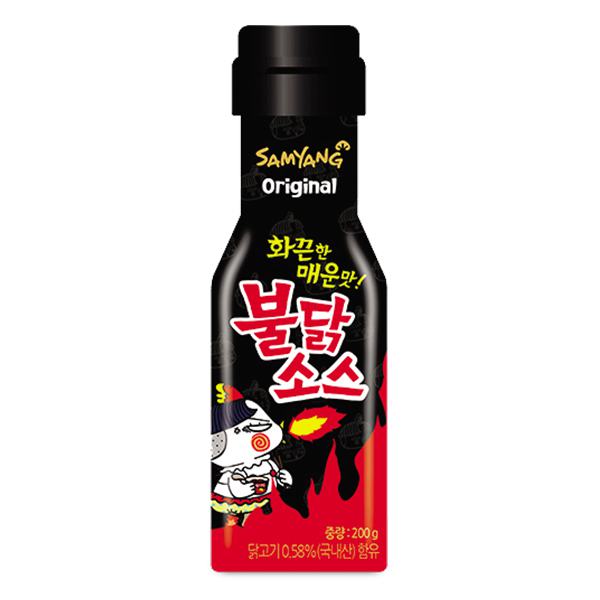 SAMYANG
Original
화끈한
매운맛!
불닭
소스
중량 : 200g
닭고기 0.58%(국내산) 함유